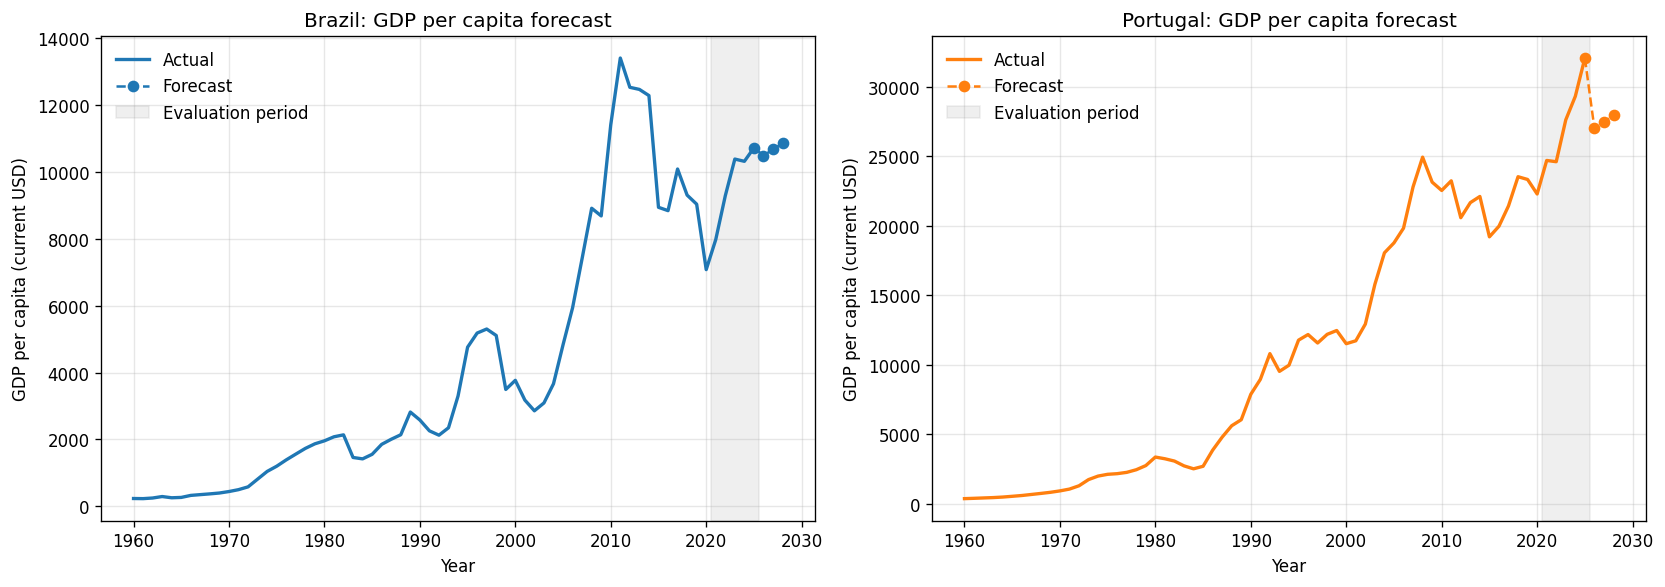 Brazil: GDP per capita forecast
GDP per capita (current USD)
14000
12000
10000
8000
6000
4000
2000
0
Actual
Forecast
Evaluation period
1960 1970 1980 1990 2000 2010 2020 2030
Year
Portugal: GDP per capita forecast
GDP per capita (current USD)
30000
25000
20000
15000
10000
5000
0
Actual
Forecast
Evaluation period
1960 1970 1980 1990 2000 2010 2020 2030
Year